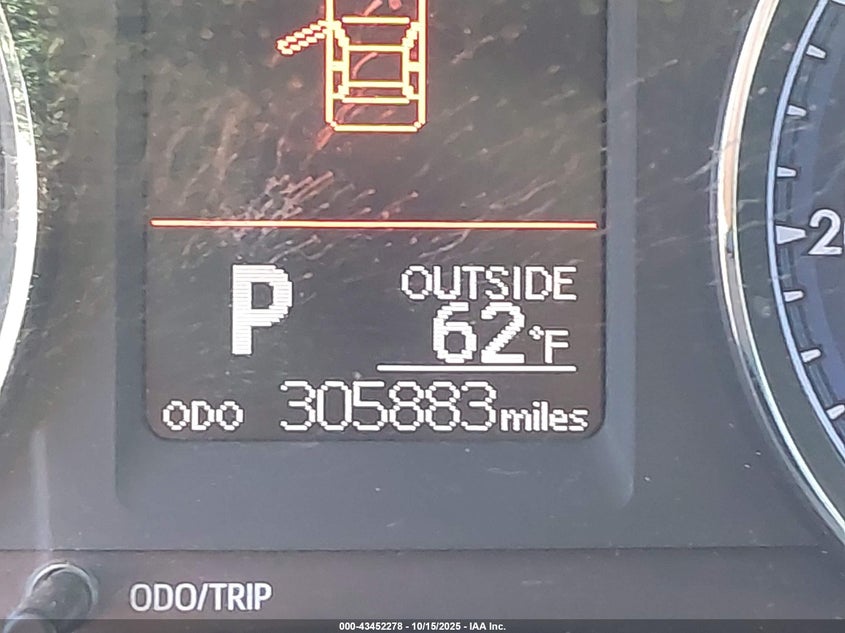 P
OUTSIDE
62°F
ODO 305883 miles
ODO/TRIP
000-43452278 - 10/15/2025 - IAA Inc.